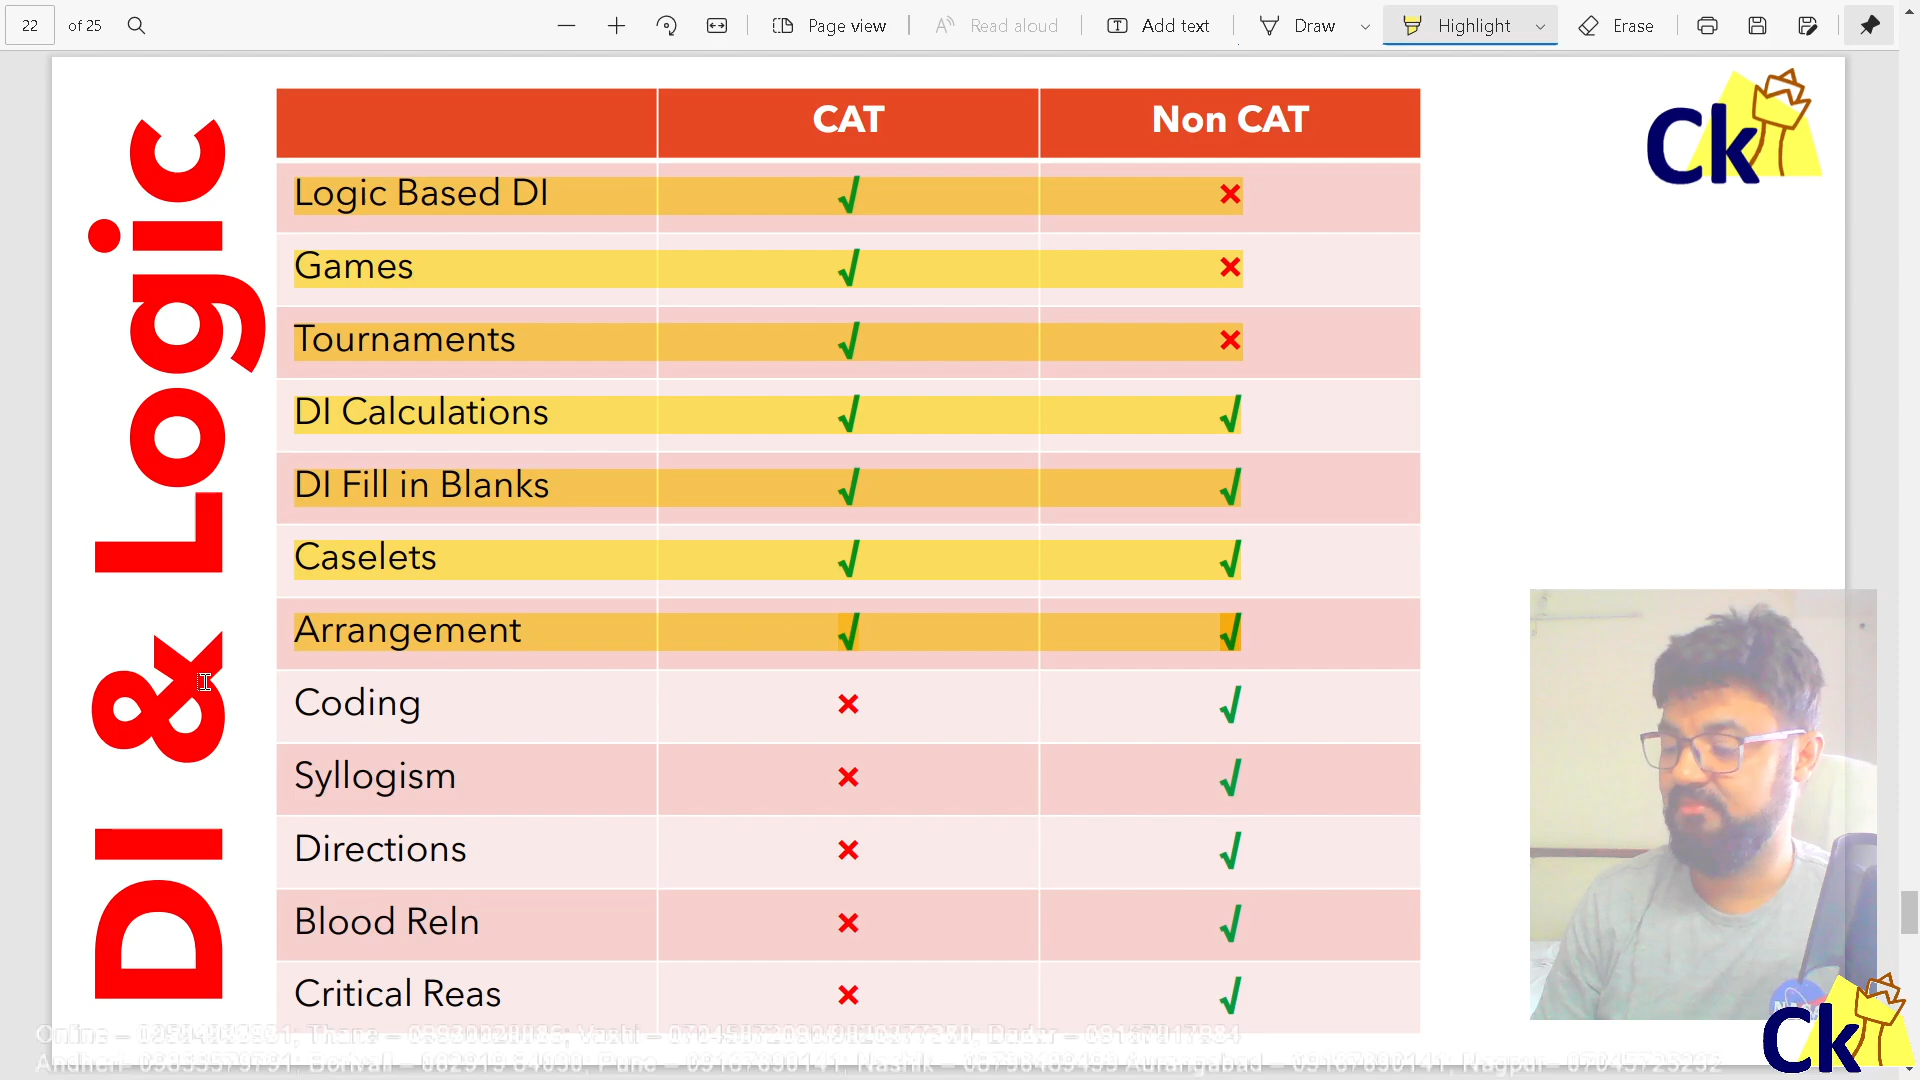 22 of 25 Page view Read aloud Add text Draw Highlight Erase
DI & Logic
CAT Non CAT
Logic Based DI √ ×
Games √ ×
Tournaments √ ×
DI Calculations √ √
DI Fill in Blanks √ √
Caselets √ √
Arrangement √ √
Coding × √
Syllogism × √
Directions × √
Blood Reln × √
Critical Reas × √
Ck
Ck